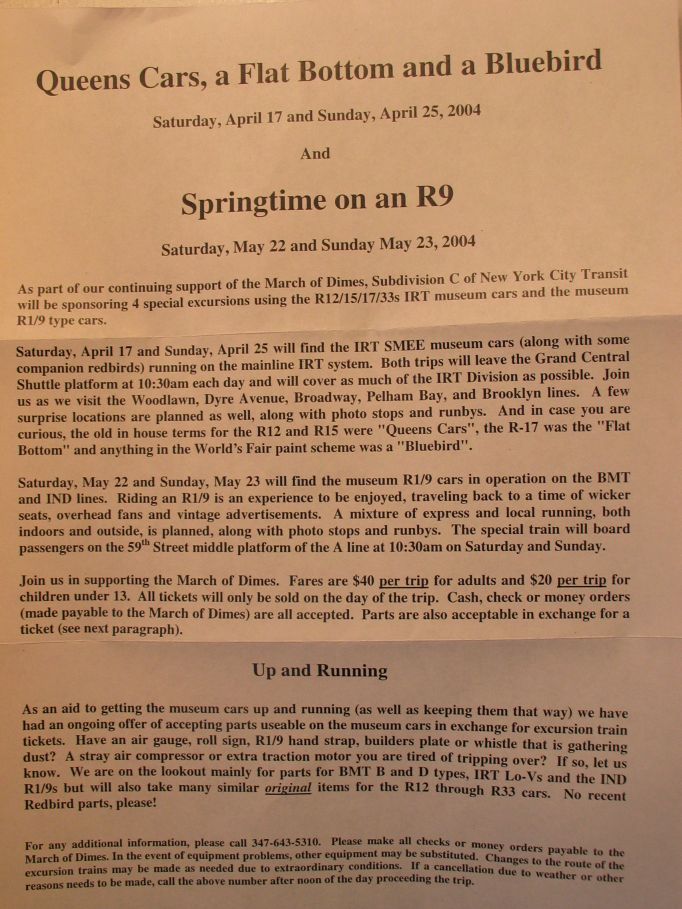 Queens Cars, a Flat Bottom and a Bluebird
Saturday, April 17 and Sunday, April 25, 2004
And
Springtime on an R9
Saturday, May 22 and Sunday May 23, 2004
As part of our continuing support of the March of Dimes, Subdivision C of New York City Transit
will be sponsoring 4 special excursions using the R12/15/17/33s IRT museum cars and the museum
R1/9 type cars.
Saturday, April 17 and Sunday, April 25 will find the IRT SMEE museum cars (along with some
companion redbirds) running on the mainline IRT system. Both trips will leave the Grand Central
Shuttle platform at 10:30am each day and will cover as much of the IRT Division as possible. Join
us as we visit the Woodlawn, Dyre Avenue, Broadway, Pelham Bay, and Brooklyn lines. A few
surprise locations are planned as well, along with photo stops and runbys. And in case you are
curious, the old in house terms for the R12 and R15 were "Queens Cars", the R-17 was the "Flat
Bottom" and anything in the World's Fair paint scheme was a "Bluebird".
Saturday, May 22 and Sunday, May 23 will find the museum R1/9 cars in operation on the BMT
and IND lines. Riding an R1/9 is an experience to be enjoyed, traveling back to a time of wicker
seats, overhead fans and vintage advertisements. A mixture of express and local running, both
indoors and outside, is planned, along with photo stops and runbys. The special train will board
passengers on the 59th Street middle platform of the A line at 10:30am on Saturday and Sunday.
Join us in supporting the March of Dimes. Fares are $40 per trip for adults and $20 per trip for
children under 13. All tickets will only be sold on the day of the trip. Cash, check or money orders
(made payable to the March of Dimes) are all accepted. Parts are also acceptable in exchange for a
ticket (see next paragraph).
Up and Running
As an aid to getting the museum cars up and running (as well as keeping them that way) we have
had an ongoing offer of accepting parts useable on the museum cars in exchange for excursion train
tickets. Have an air gauge, roll sign, R1/9 hand strap, builders plate or whistle that is gathering
dust? A stray air compressor or extra traction motor you are tired of tripping over? If so, let us
know. We are on the lookout mainly for parts for BMT B and D types, IRT Lo-Vs and the IND
R1/9s but will also take many similar original items for the R12 through R33 cars. No recent
Redbird parts, please!
For any additional information, please call 347-643-5310. Please make all checks or money orders payable to the
March of Dimes. In the event of equipment problems, other equipment may be substituted. Changes to the route of the
excursion trains may be made as needed due to extraordinary conditions. If a cancellation due to weather or other
reasons needs to be made, call the above number after noon of the day proceeding the trip.